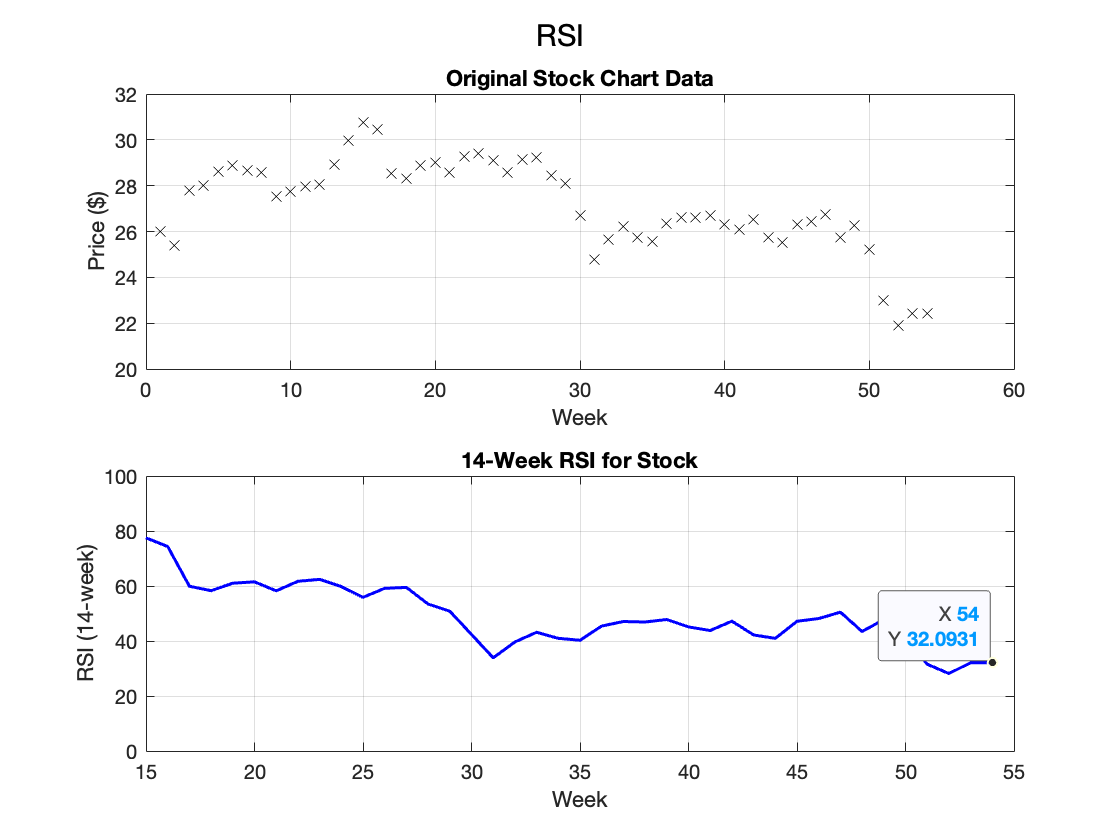 RSI
Original Stock Chart Data
32
30
28
26
24
22
20
Price ($)
0 10 20 30 40 50 60
Week
14-Week RSI for Stock
100
80
60
40
20
0
RSI (14-week)
X 54
Y 32.0931
15 20 25 30 35 40 45 50 55
Week